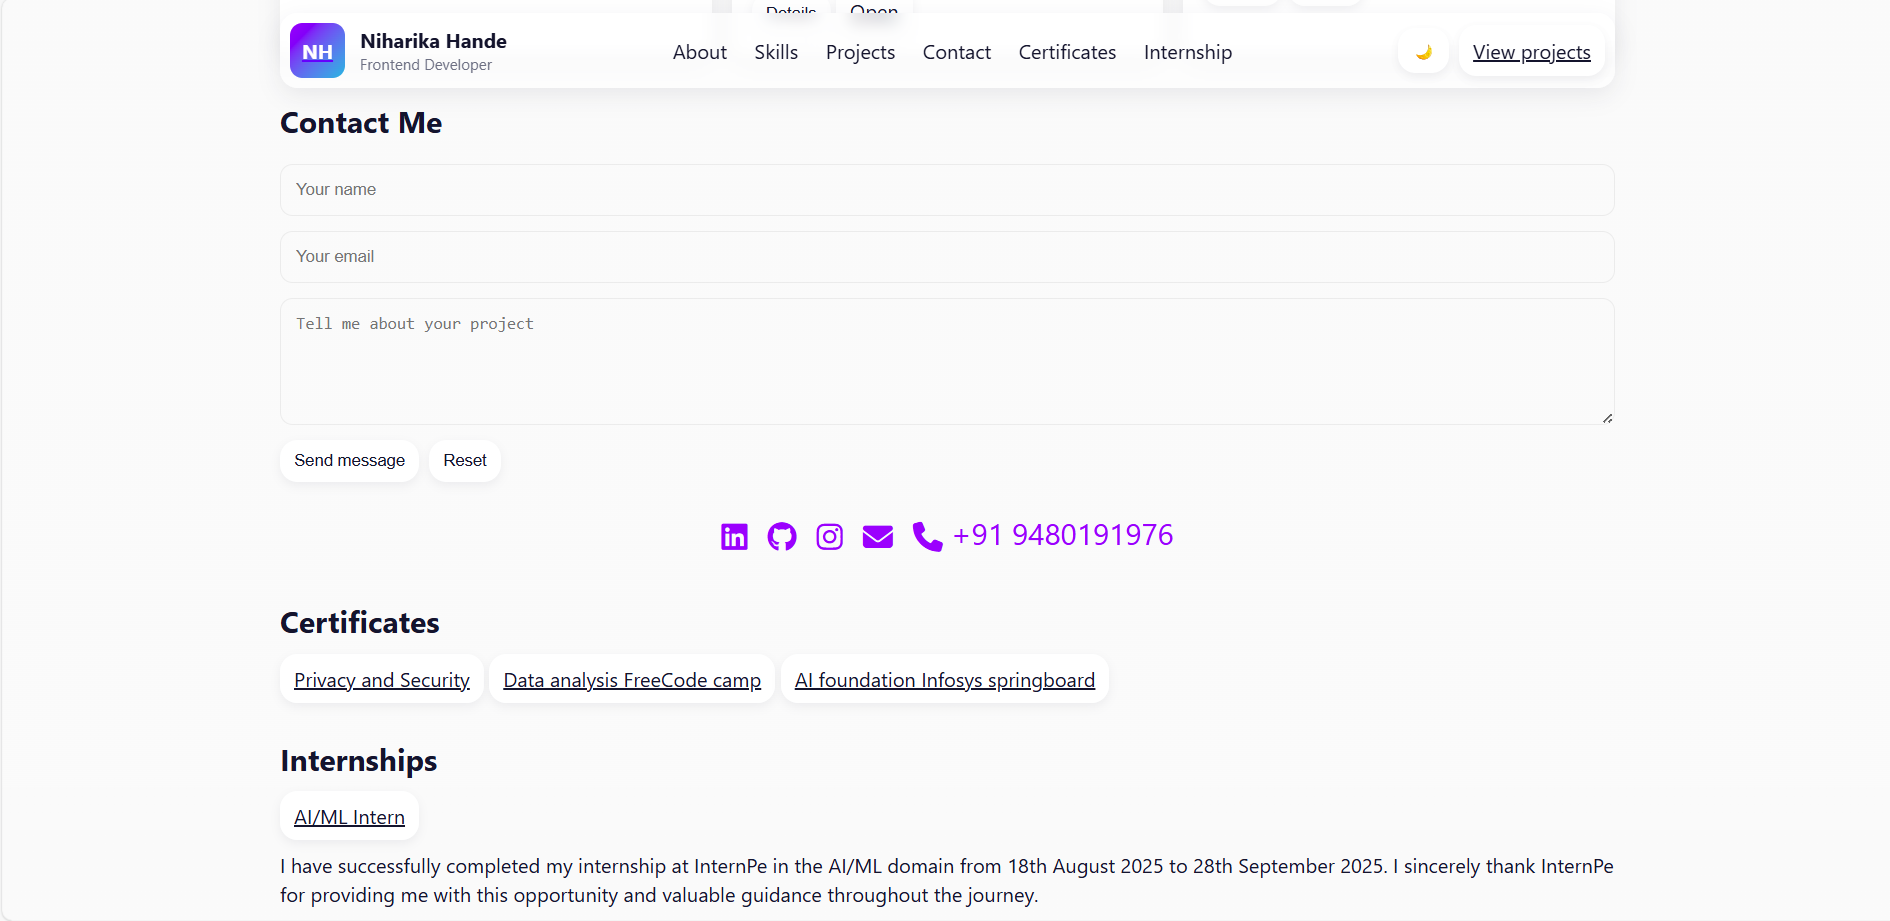 Details Open
NH
Niharika Hande
Frontend Developer
About Skills Projects Contact Certificates Internship
View projects
Contact Me
Your name
Your email
Tell me about your project
Send message Reset
+91 9480191976
Certificates
Privacy and Security Data analysis FreeCode camp AI foundation Infosys springboard
Internships
AI/ML Intern
I have successfully completed my internship at InternPe in the AI/ML domain from 18th August 2025 to 28th September 2025. I sincerely thank InternPe
for providing me with this opportunity and valuable guidance throughout the journey.